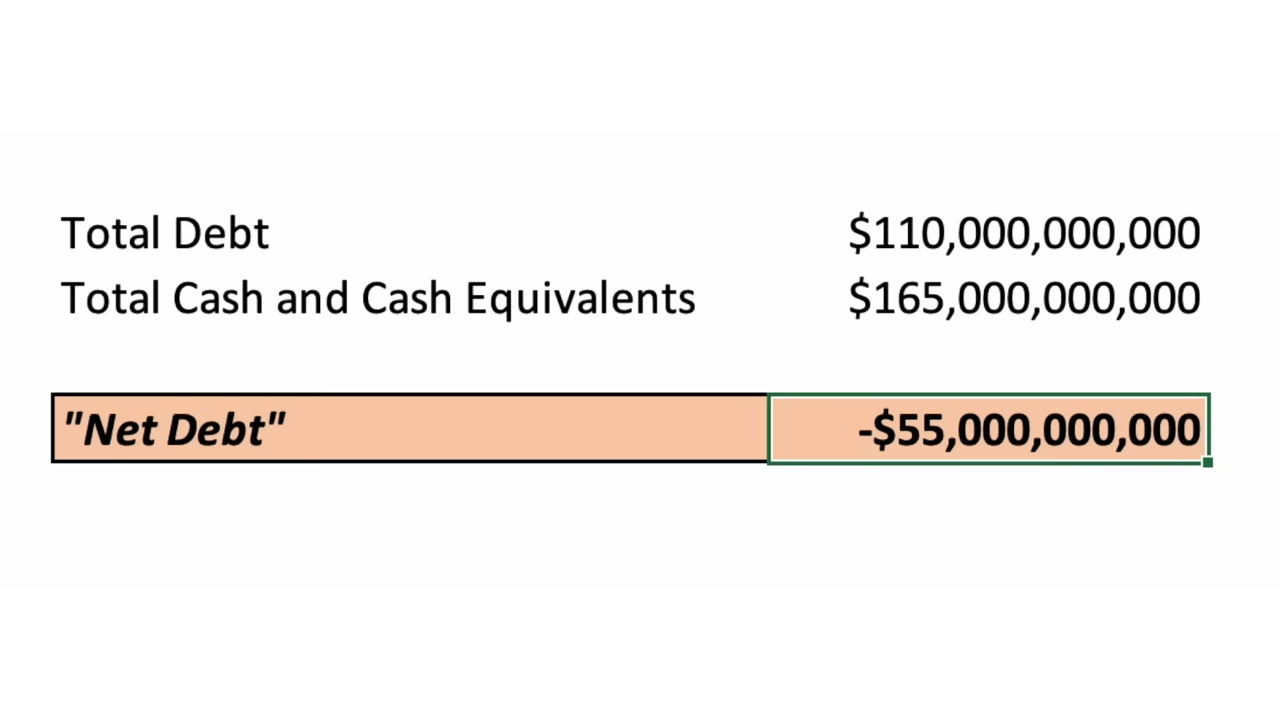 Total Debt $110,000,000,000
Total Cash and Cash Equivalents $165,000,000,000
"Net Debt" -$55,000,000,000